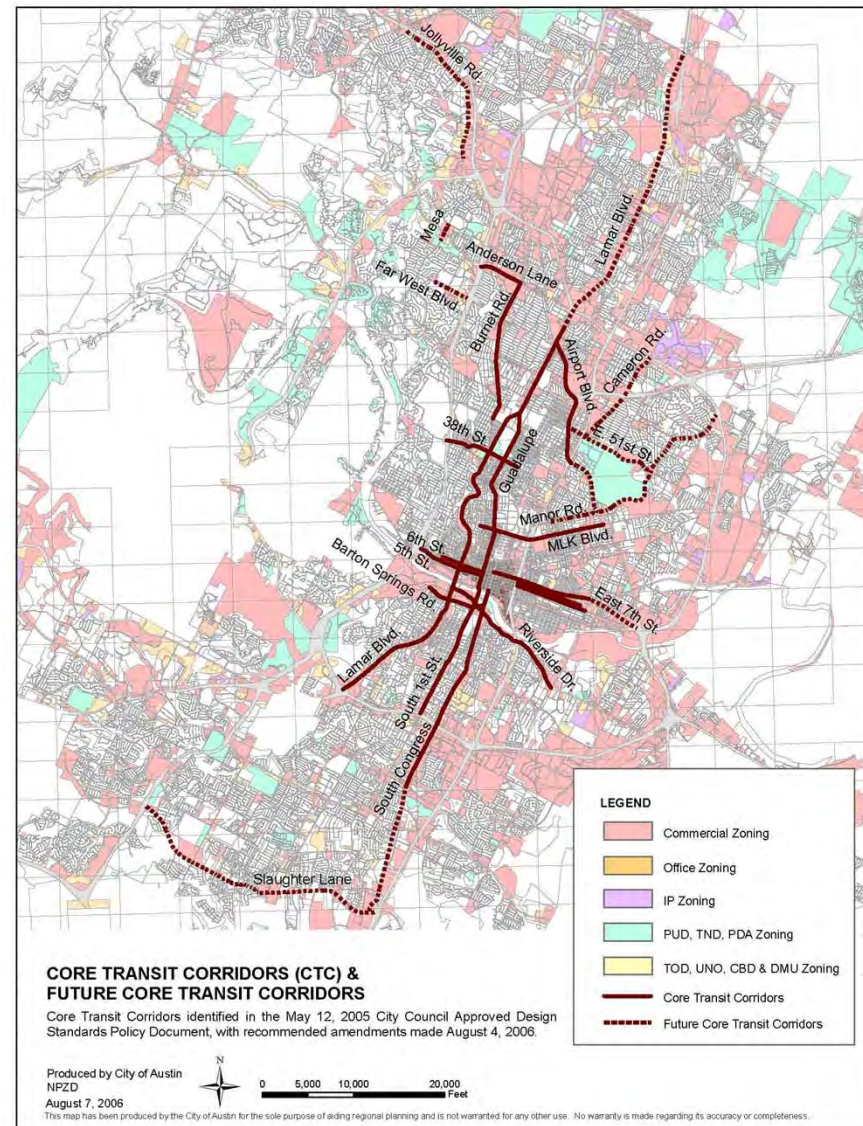 Jollyville Rd.
Lamar Blvd.
Mesa
Anderson Lane
Far West Blvd.
Burnet Rd.
Airport Blvd.
Cameron Rd.
38th St.
E. 51st St.
Guadalupe
Manor Rd.
MLK Blvd.
6th St.
5th St.
Barton Springs Rd.
East 7th St.
Riverside Dr.
Lamar Blvd.
South 1st St.
South Congress
Slaughter Lane
LEGEND
Commercial Zoning
Office Zoning
IP Zoning
PUD, TND, PDA Zoning
TOD, UNO, CBD & DMU Zoning
Core Transit Corridors
Future Core Transit Corridors
CORE TRANSIT CORRIDORS (CTC) &
FUTURE CORE TRANSIT CORRIDORS
Core Transit Corridors identified in the May 12, 2005 City Council Approved Design
Standards Policy Document, with recommended amendments made August 4, 2006.
Produced by City of Austin
NPZD
August 7, 2006
N
0 5,000 10,000 20,000
Feet
This map has been produced by the City of Austin for the sole purpose of aiding regional planning and is not warranted for any other use. No warranty is made regarding its accuracy or completeness.